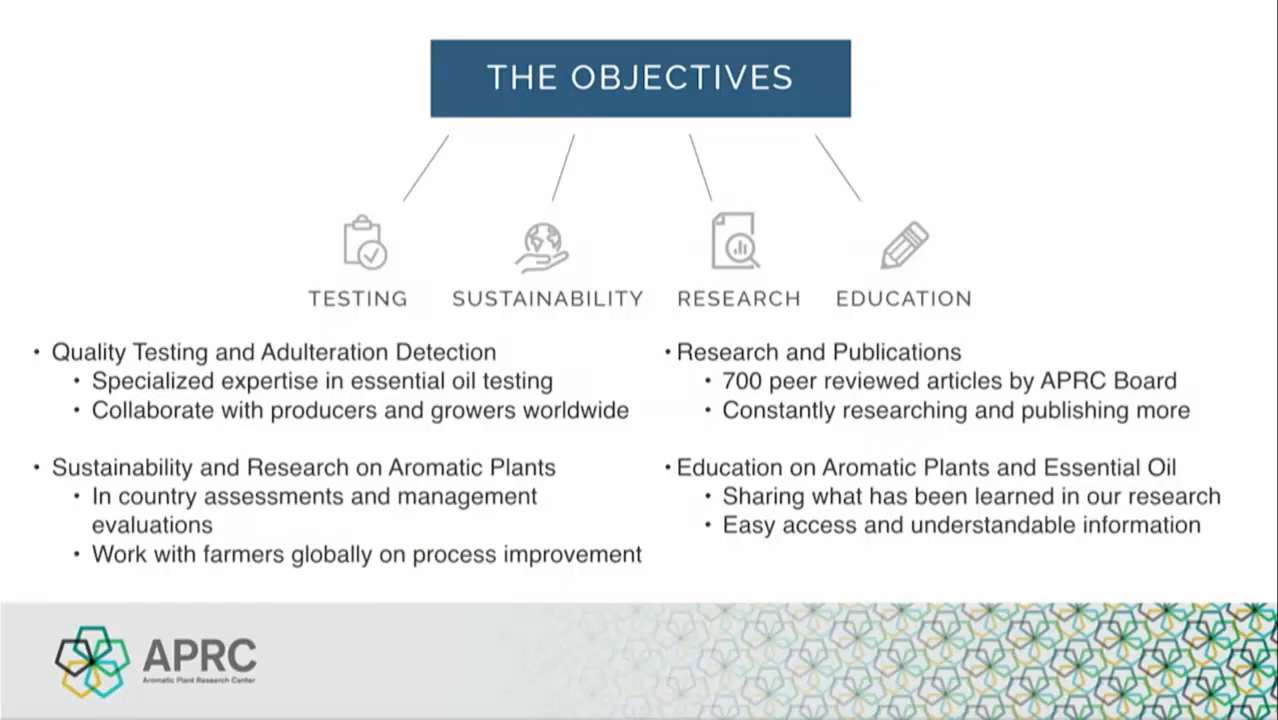 THE OBJECTIVES
TESTING
SUSTAINABILITY
RESEARCH
EDUCATION
• Quality Testing and Adulteration Detection
• Specialized expertise in essential oil testing
• Collaborate with producers and growers worldwide
• Sustainability and Research on Aromatic Plants
• In country assessments and management
evaluations
• Work with farmers globally on process improvement
• Research and Publications
• 700 peer reviewed articles by APRC Board
• Constantly researching and publishing more
• Education on Aromatic Plants and Essential Oil
• Sharing what has been learned in our research
• Easy access and understandable information
APRC
Aromatic Plant Research Center